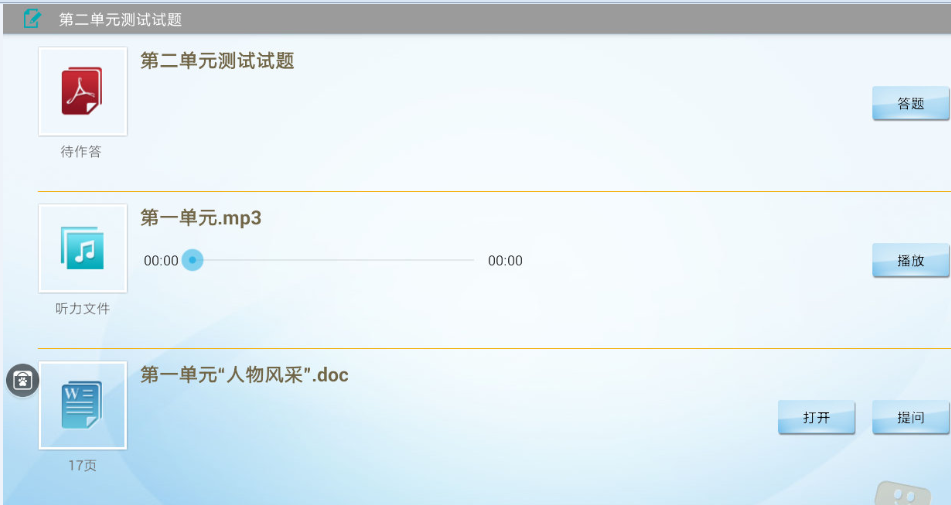 第二单元测试试题
第二单元测试试题
答题
待作答
第一单元.mp3
00:00 00:00
播放
听力文件
第一单元“人物风采”.doc
W
打开 提问
17页